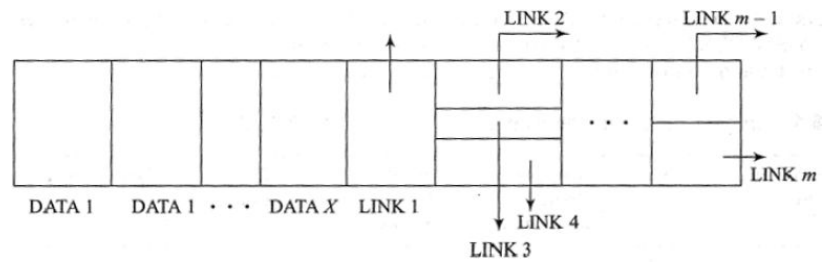 LINK 2
LINK m – 1
. . .
LINK m
DATA 1 DATA 1 . . . DATA X LINK 1
LINK 4
LINK 3